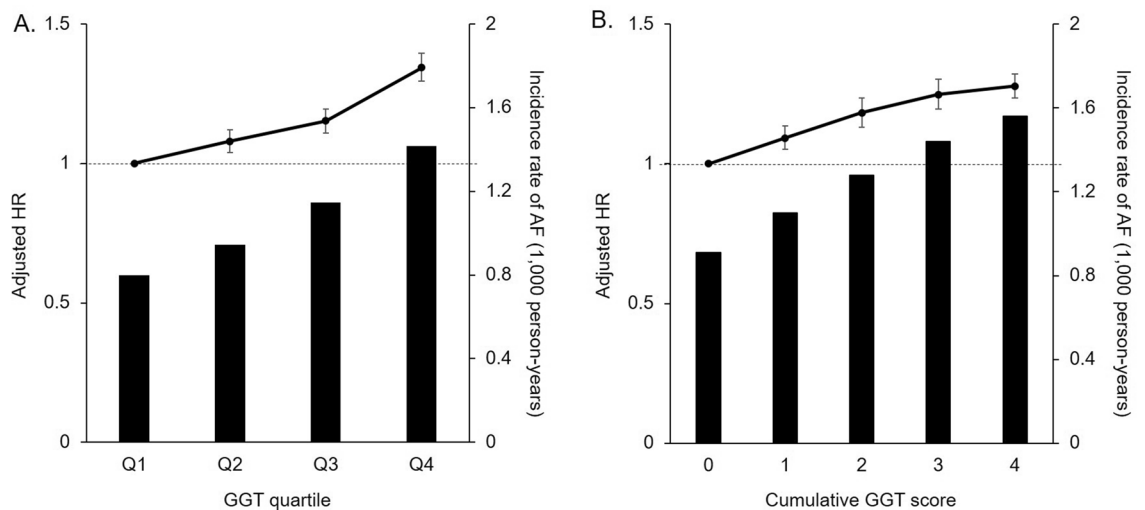 A.
1.5
1
0.5
0
Adjusted HR
2
1.6
1.2
0.8
0.4
0
Incidence rate of AF (1,000 person-years)
Q1 Q2 Q3 Q4
GGT quartile
B.
1.5
1
0.5
0
Adjusted HR
2
1.6
1.2
0.8
0.4
0
Incidence rate of AF (1,000 person-years)
0 1 2 3 4
Cumulative GGT score